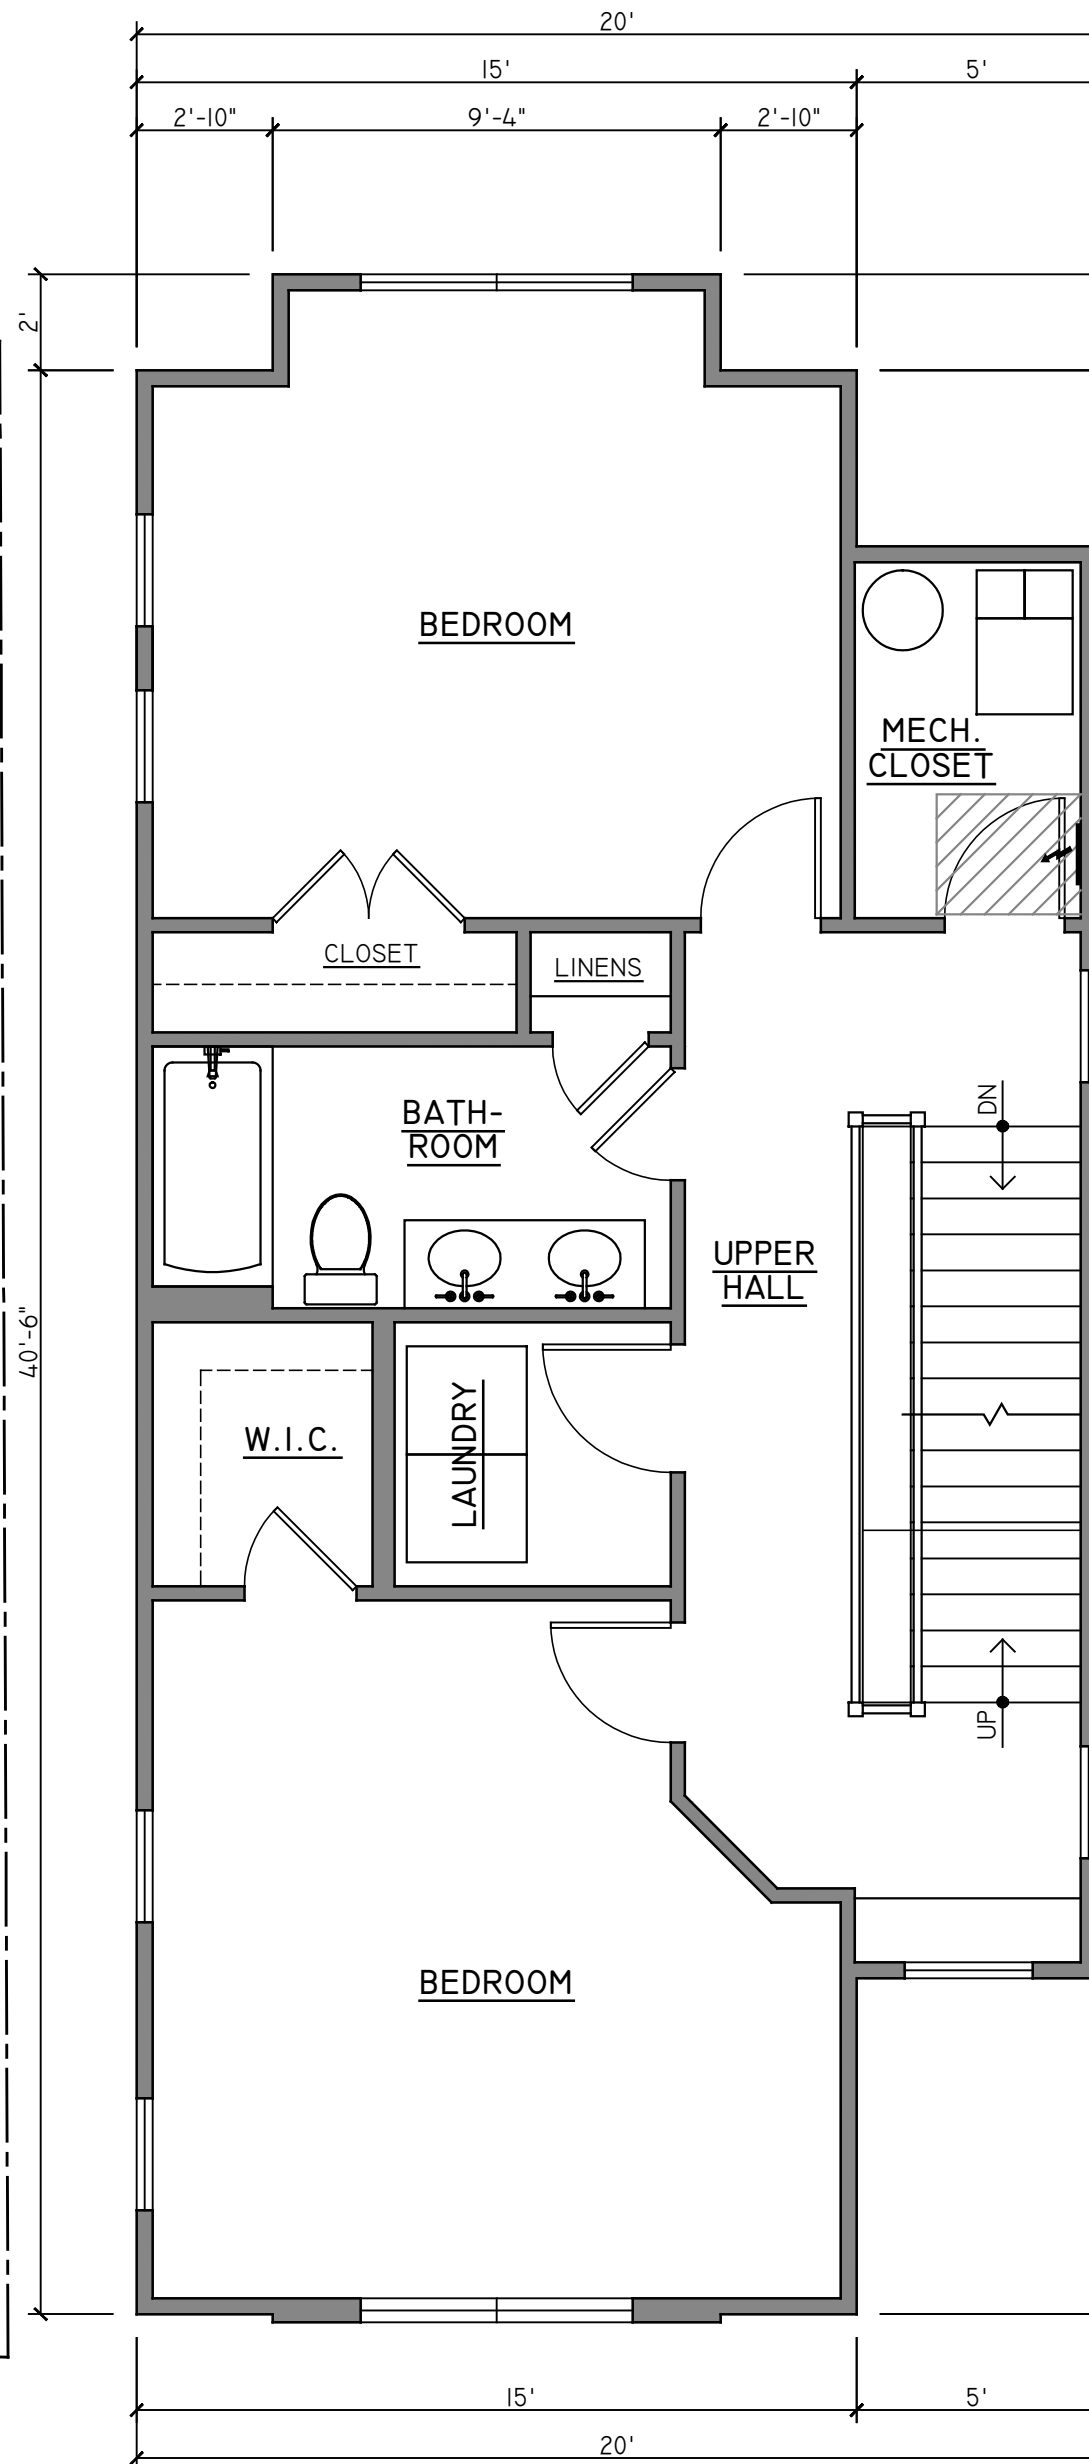 20'
15'
5'
2'-10"
9'-4"
2'-10"
2'
BEDROOM
MECH.
CLOSET
CLOSET
LINENS
BATH-
ROOM
DN
UPPER
HALL
40'-6"
W.I.C.
LAUNDRY
UP
BEDROOM
15'
5'
20'